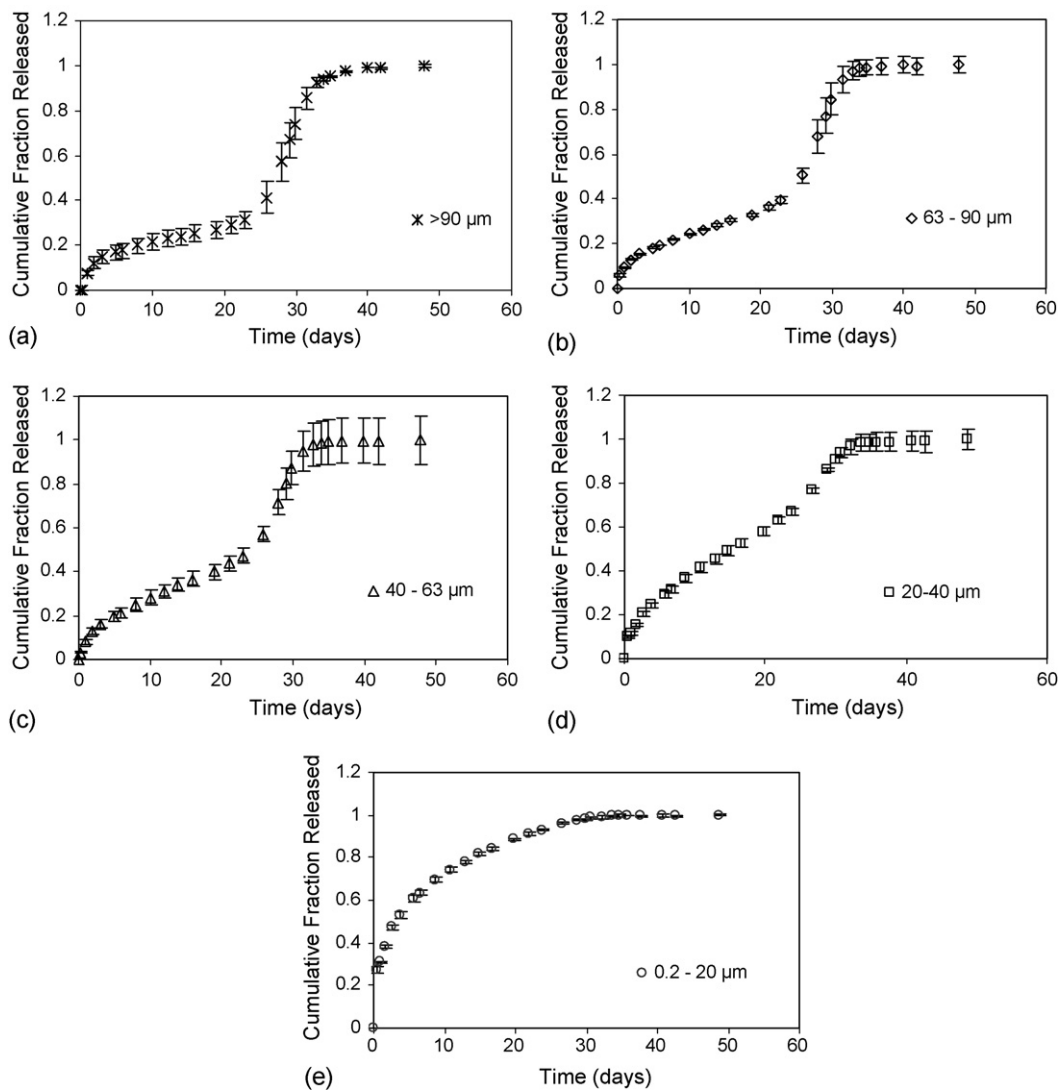 1.2
1
0.8
0.6
0.4
0.2
0
Cumulative Fraction Released
>90 µm
0 10 20 30 40 50 60
Time (days)
(a)
1.2
1
0.8
0.6
0.4
0.2
0
Cumulative Fraction Released
63 - 90 µm
0 10 20 30 40 50 60
Time (days)
(b)
1.2
1
0.8
0.6
0.4
0.2
0
Cumulative Fraction Released
40 - 63 µm
0 10 20 30 40 50 60
Time (days)
(c)
1.2
1
0.8
0.6
0.4
0.2
0
Cumulative Fraction Released
20-40 µm
0 20 40 60
Time (days)
(d)
1.2
1
0.8
0.6
0.4
0.2
0
Cumulative Fraction Released
0.2 - 20 µm
0 10 20 30 40 50 60
Time (days)
(e)